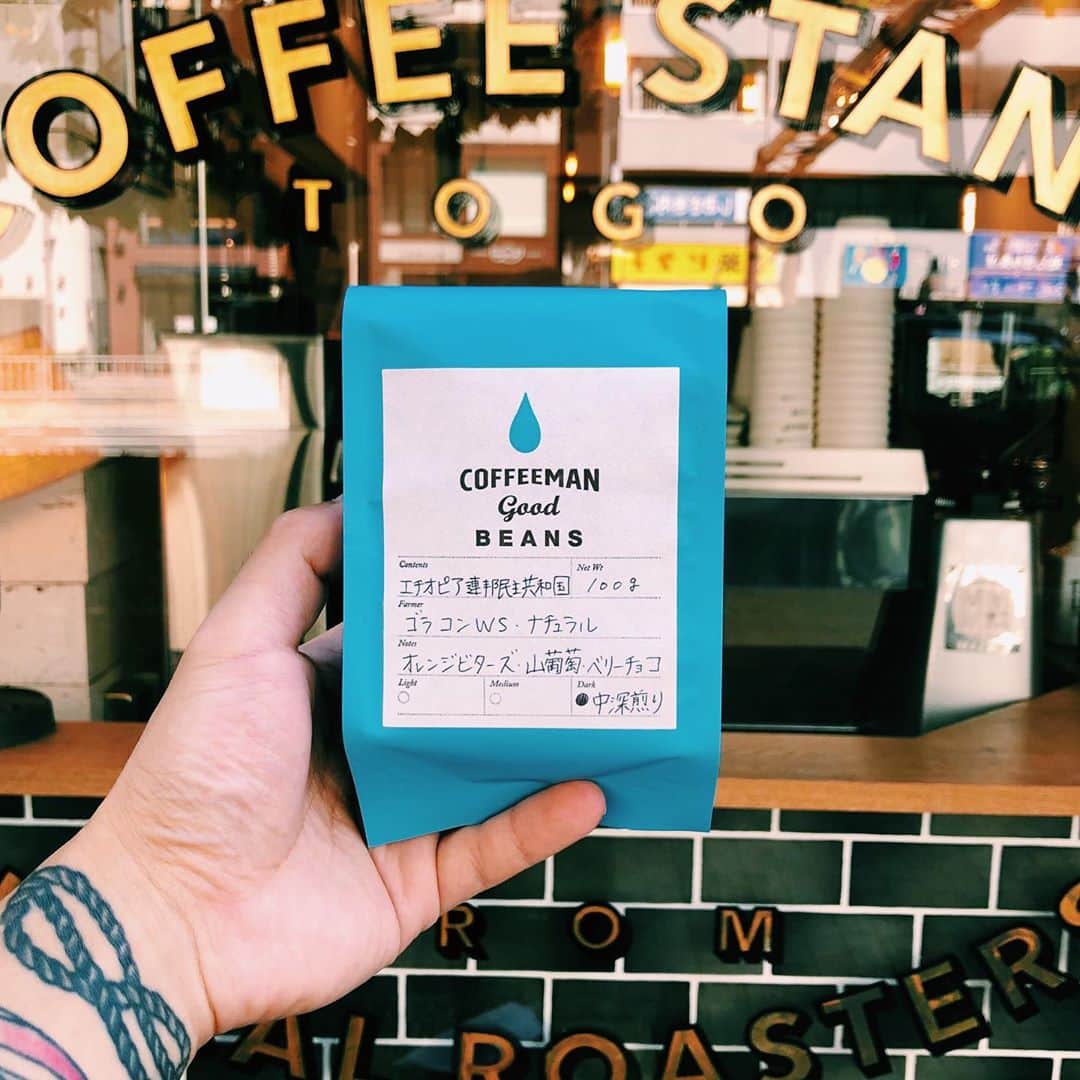 OFFEE STAN
TO GO
COFFEEMAN
Good
BEANS
Contents
Net Wt
エチオピア連邦民主共和国
100g
Farmer
ゴラコンWS・ナチュラル
Notes
オレンジビターズ・山葡萄・ベリーチョコ
Light
Medium
Dark
中深煎り
ROM
AL ROASTER